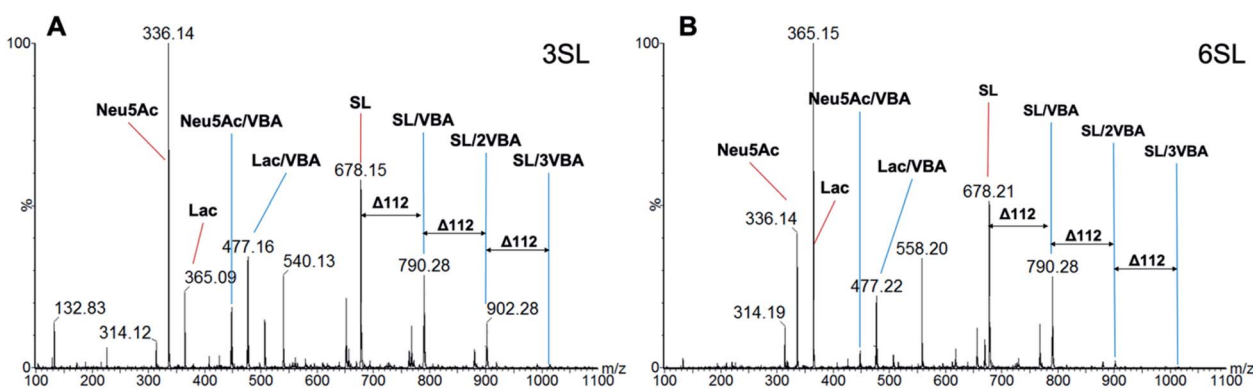 A
3SL
100
%
0
336.14
Neu5Ac
Neu5Ac/VBA
Lac/VBA
Lac
SL
SL/VBA
SL/2VBA
SL/3VBA
678.15
Δ112
Δ112
Δ112
477.16
365.09
540.13
790.28
902.28
132.83
314.12
100 200 300 400 500 600 700 800 900 1000 1100 m/z
B
6SL
100
%
0
365.15
Neu5Ac/VBA
SL
SL/VBA
SL/2VBA
SL/3VBA
Neu5Ac
Lac/VBA
Lac
678.21
336.14
Δ112
Δ112
Δ112
558.20
790.28
477.22
314.19
100 200 300 400 500 600 700 800 900 1000 1100 m/z